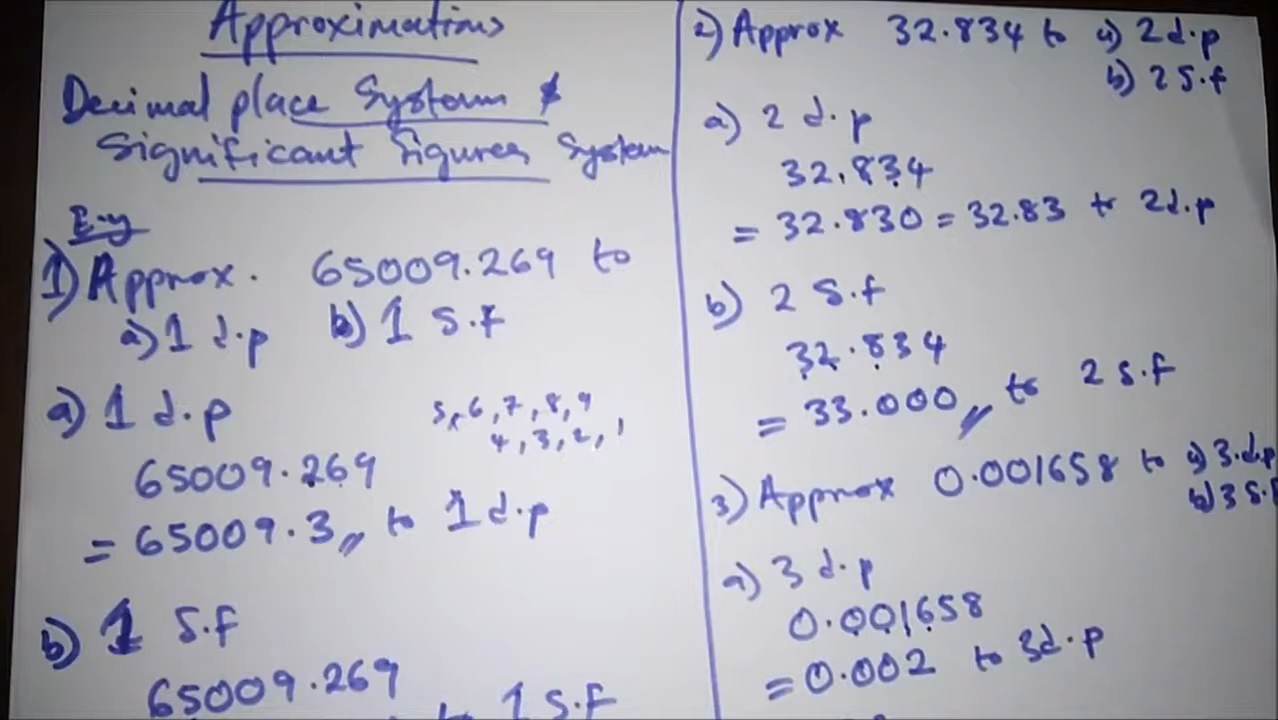 Approximations
Decimal place System &
Significant figures System
E.g
1) Approx. 65009.269 to
a) 1 d.p b) 1 S.f
a) 1 d.p
5, 6, 7, 8, 9
4, 3, 2, 1
65009.269
= 65009.3,, to 1 d.p
b) 1 S.f
65009.269
to 1 S.f
2) Approx 32.834 to a) 2 d.p
b) 2 S.f
a) 2 d.p
32.834
= 32.830 = 32.83 to 2d.p
b) 2 S.f
32.834
= 33.000,, to 2 S.f
3) Approx 0.001658 to a) 3.d.p
b) 3 S.f
a) 3 d.p
0.001658
= 0.002 to 3d.p